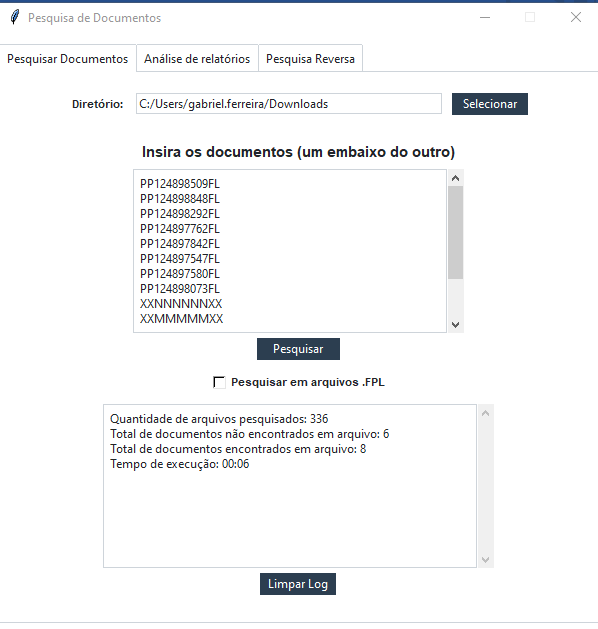 Pesquisa de Documentos
Pesquisar Documentos Análise de relatórios Pesquisa Reversa
Diretório: C:/Users/gabriel.ferreira/Downloads Selecionar
Insira os documentos (um embaixo do outro)
PP124898509FL
PP124898848FL
PP124898292FL
PP124897762FL
PP124897842FL
PP124897547FL
PP124897580FL
PP124898073FL
XXNNNNNNXX
XXMMMMMXX
Pesquisar
Pesquisar em arquivos .FPL
Quantidade de arquivos pesquisados: 336
Total de documentos não encontrados em arquivo: 6
Total de documentos encontrados em arquivo: 8
Tempo de execução: 00:06
Limpar Log